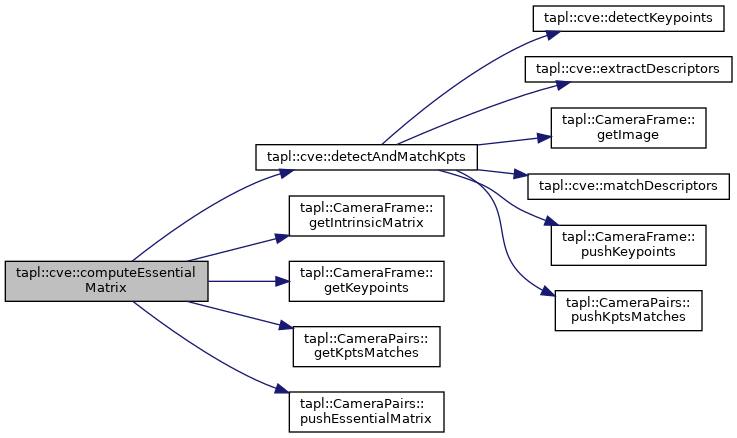 tapl::cve::detectKeypoints
tapl::cve::extractDescriptors
tapl::CameraFrame::
getImage
tapl::cve::detectAndMatchKpts
tapl::cve::matchDescriptors
tapl::CameraFrame::
getIntrinsicMatrix
tapl::CameraFrame::
pushKeypoints
tapl::cve::computeEssential
Matrix
tapl::CameraFrame::
getKeypoints
tapl::CameraPairs::
pushKptsMatches
tapl::CameraPairs::
getKptsMatches
tapl::CameraPairs::
pushEssentialMatrix